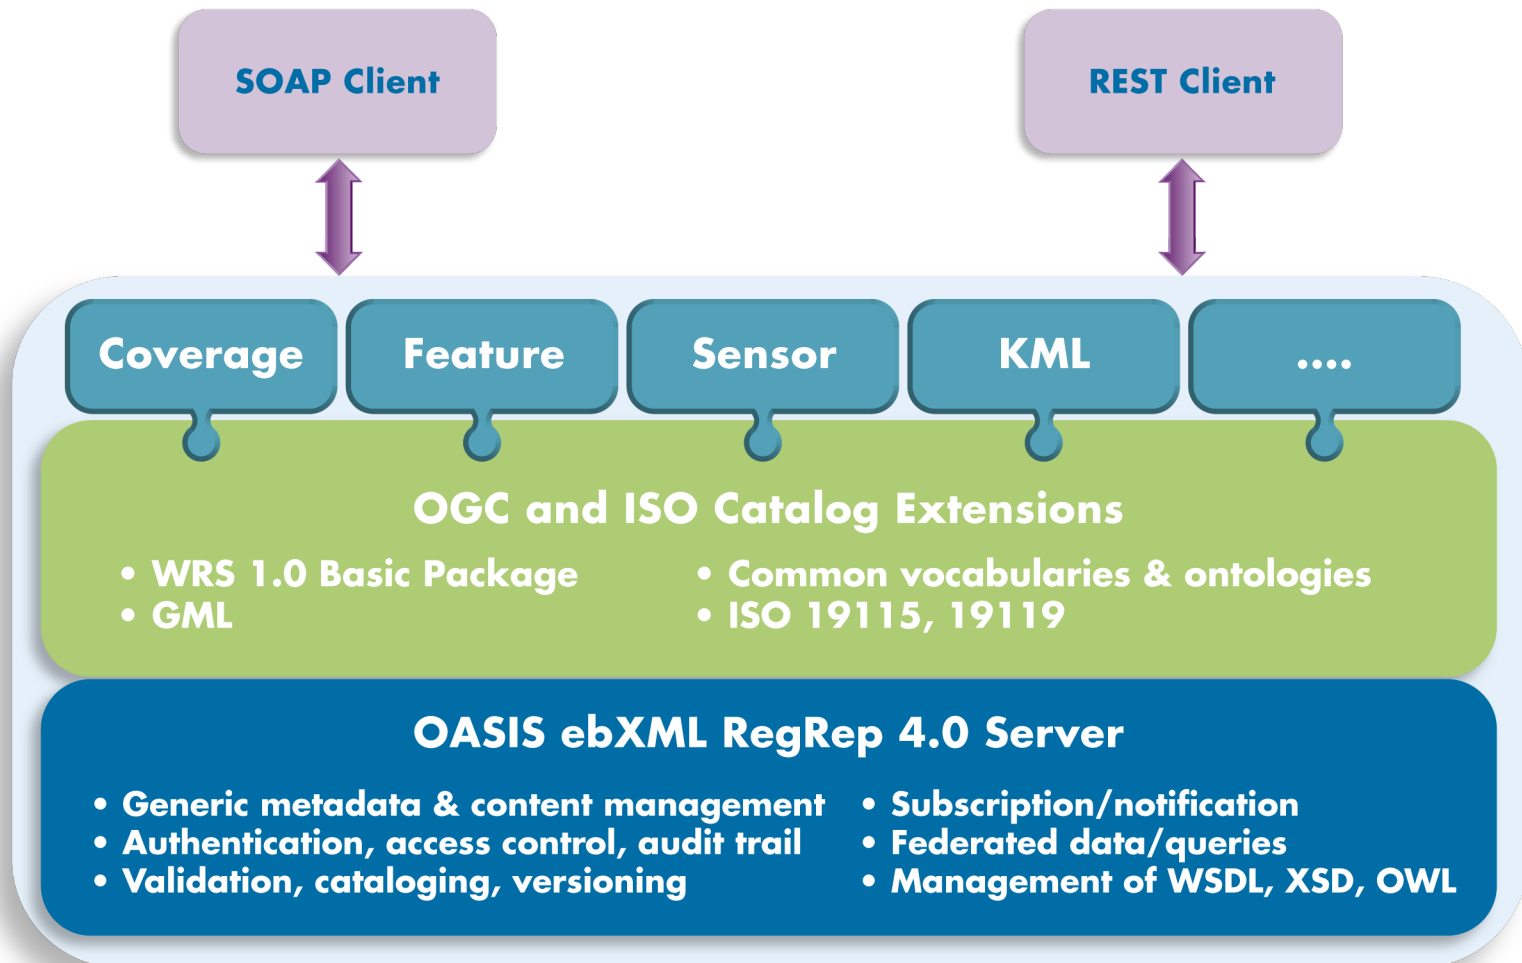 SOAP Client
REST Client
Coverage
Feature
Sensor
KML
....
OGC and ISO Catalog Extensions
• WRS 1.0 Basic Package
• GML
• Common vocabularies & ontologies
• ISO 19115, 19119
OASIS ebXML RegRep 4.0 Server
• Generic metadata & content management
• Authentication, access control, audit trail
• Validation, cataloging, versioning
• Subscription/notification
• Federated data/queries
• Management of WSDL, XSD, OWL